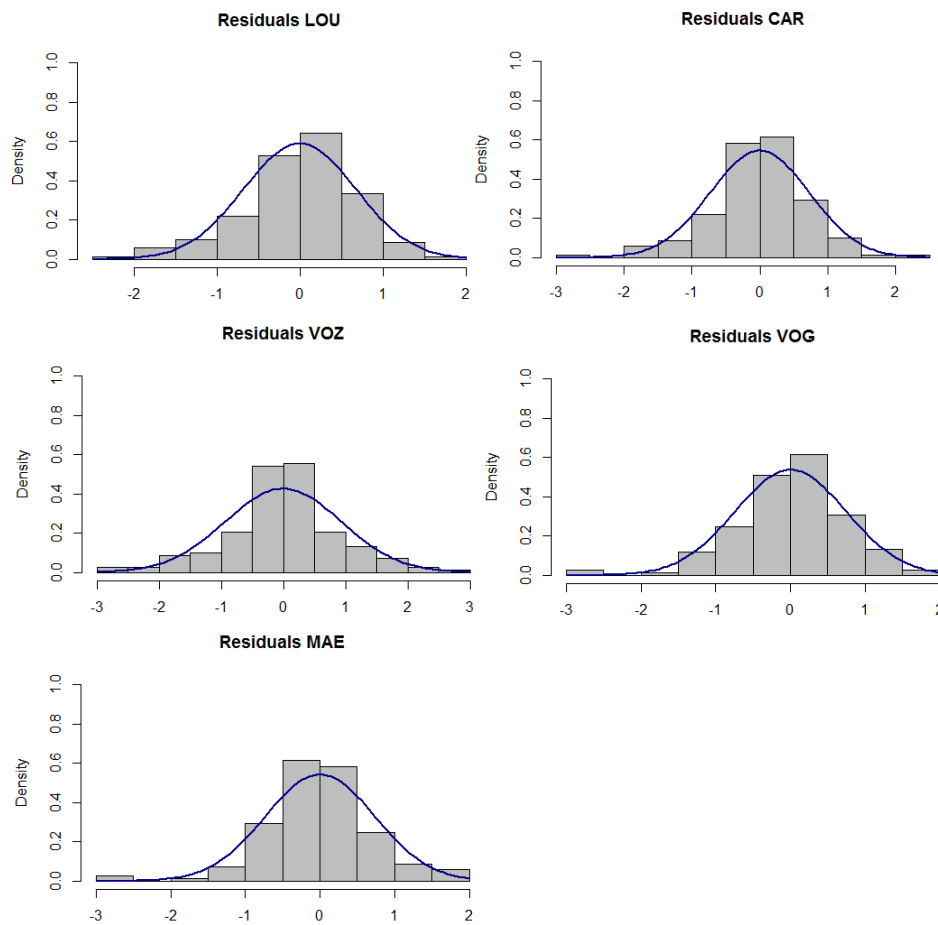 Residuals LOU
Density
0.0 0.2 0.4 0.6 0.8 1.0
-2 -1 0 1 2
Residuals CAR
Density
0.0 0.2 0.4 0.6 0.8 1.0
-3 -2 -1 0 1 2
Residuals VOZ
Density
0.0 0.2 0.4 0.6 0.8 1.0
-3 -2 -1 0 1 2 3
Residuals VOG
Density
0.0 0.2 0.4 0.6 0.8 1.0
-3 -2 -1 0 1 2
Residuals MAE
Density
0.0 0.2 0.4 0.6 0.8 1.0
-3 -2 -1 0 1 2